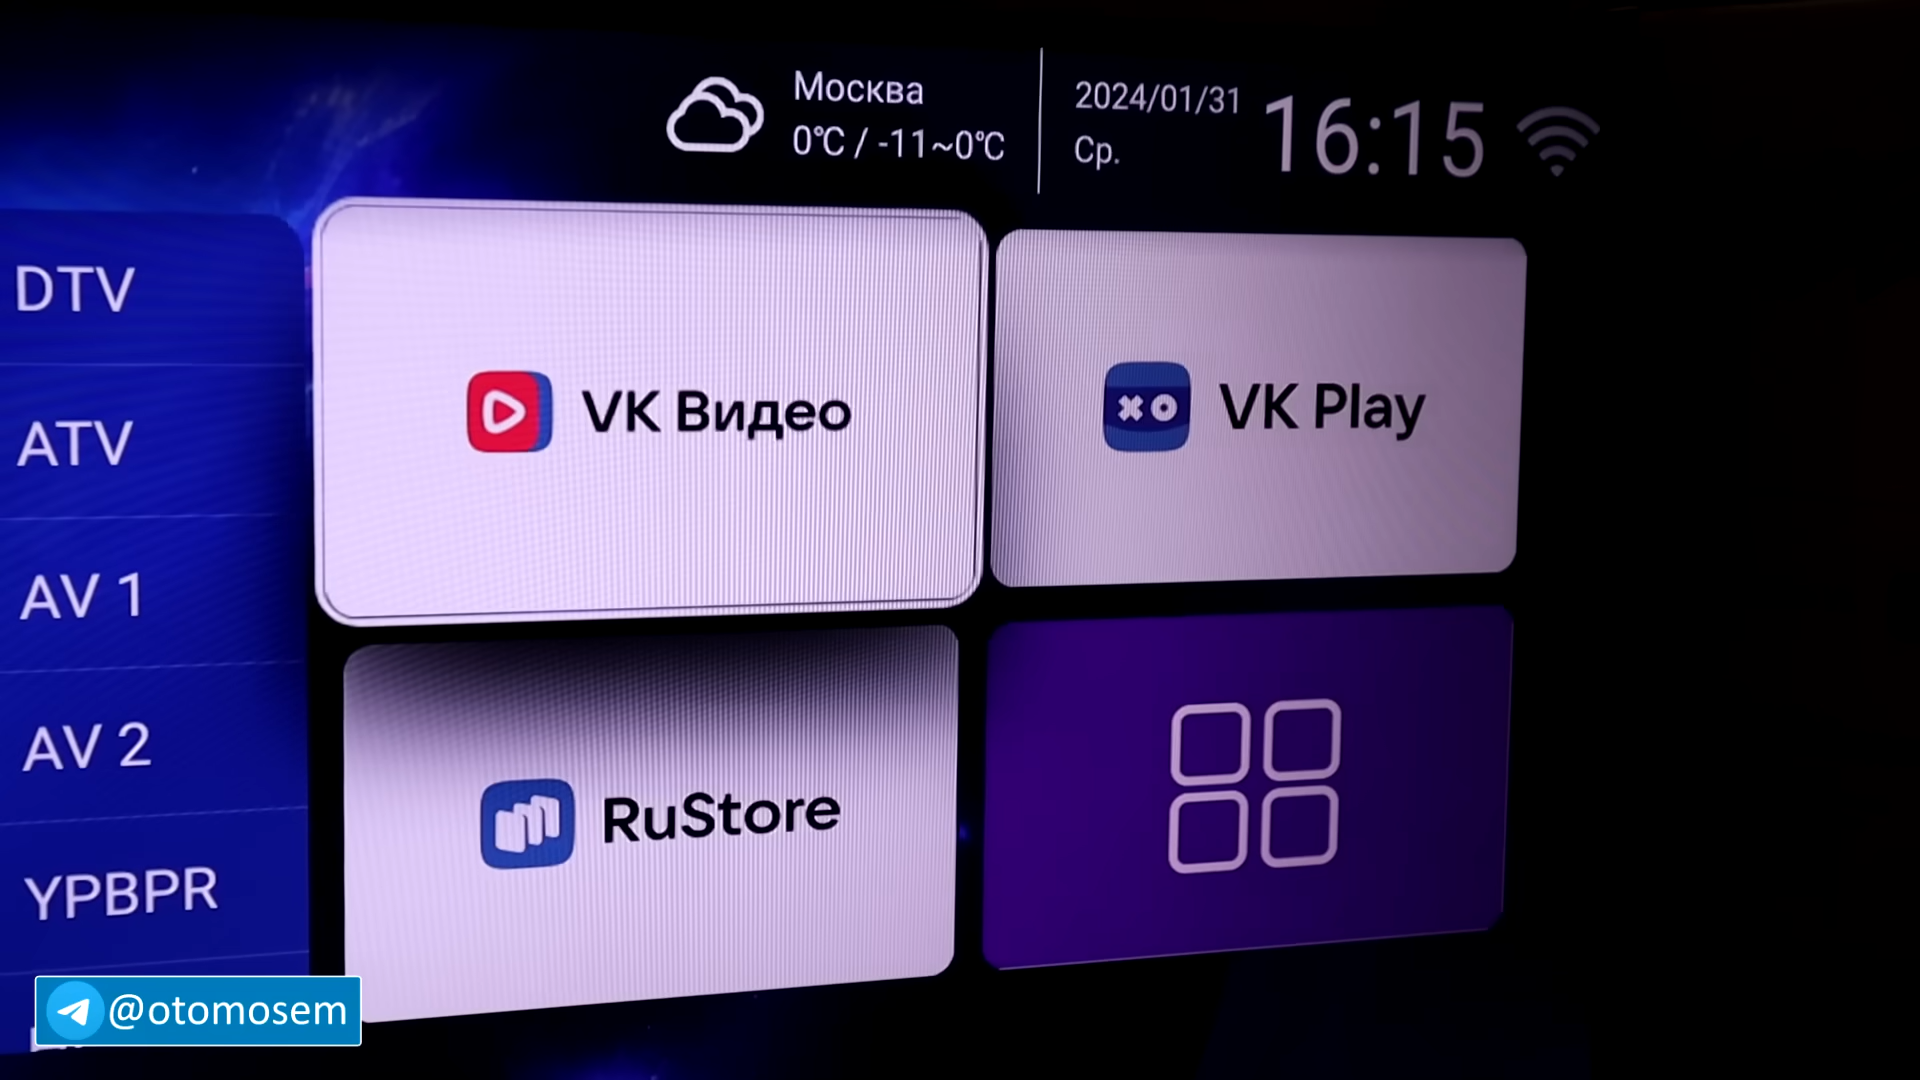 Москва
0℃ / -11~0℃
2024/01/31
Ср.
16:15
DTV
ATV
AV 1
AV 2
YPBPR
VK Видео
VK Play
RuStore
@otomosem